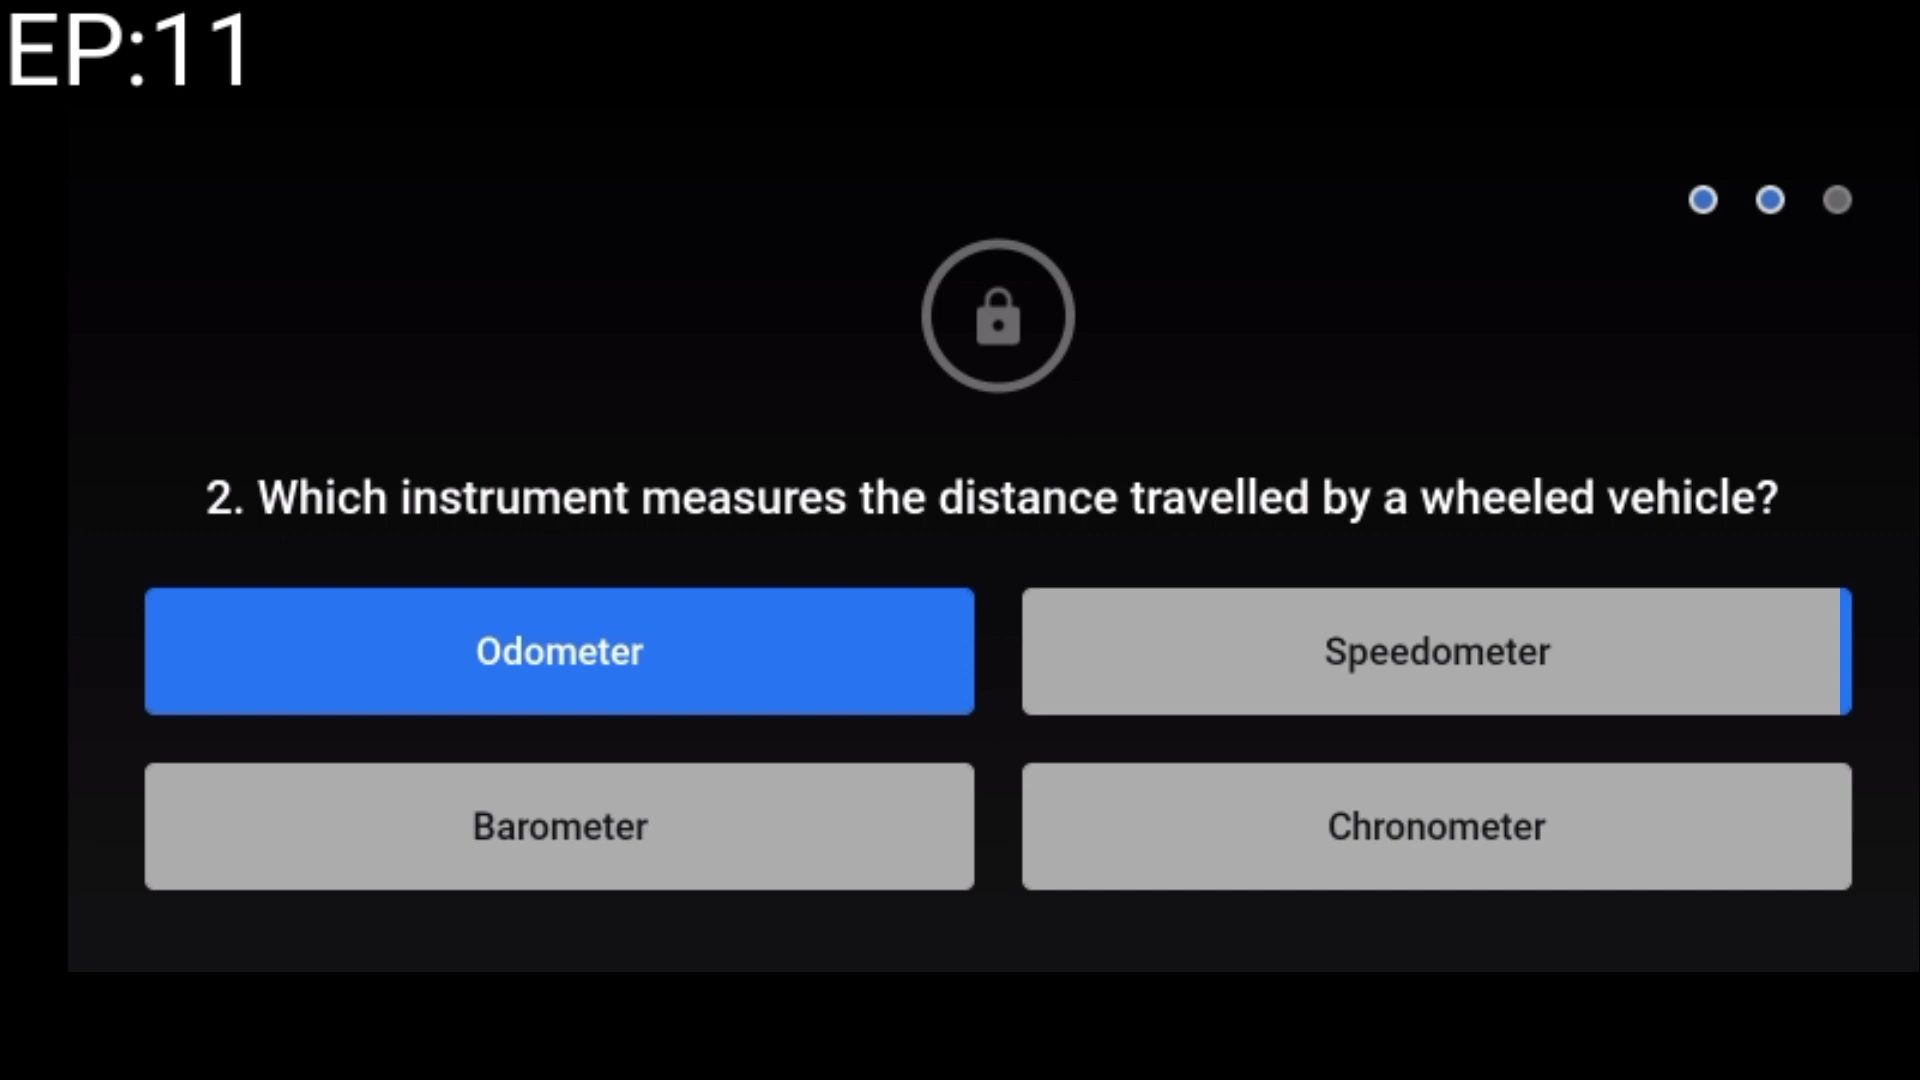 EP:11
2. Which instrument measures the distance travelled by a wheeled vehicle?
Odometer
Speedometer
Barometer
Chronometer